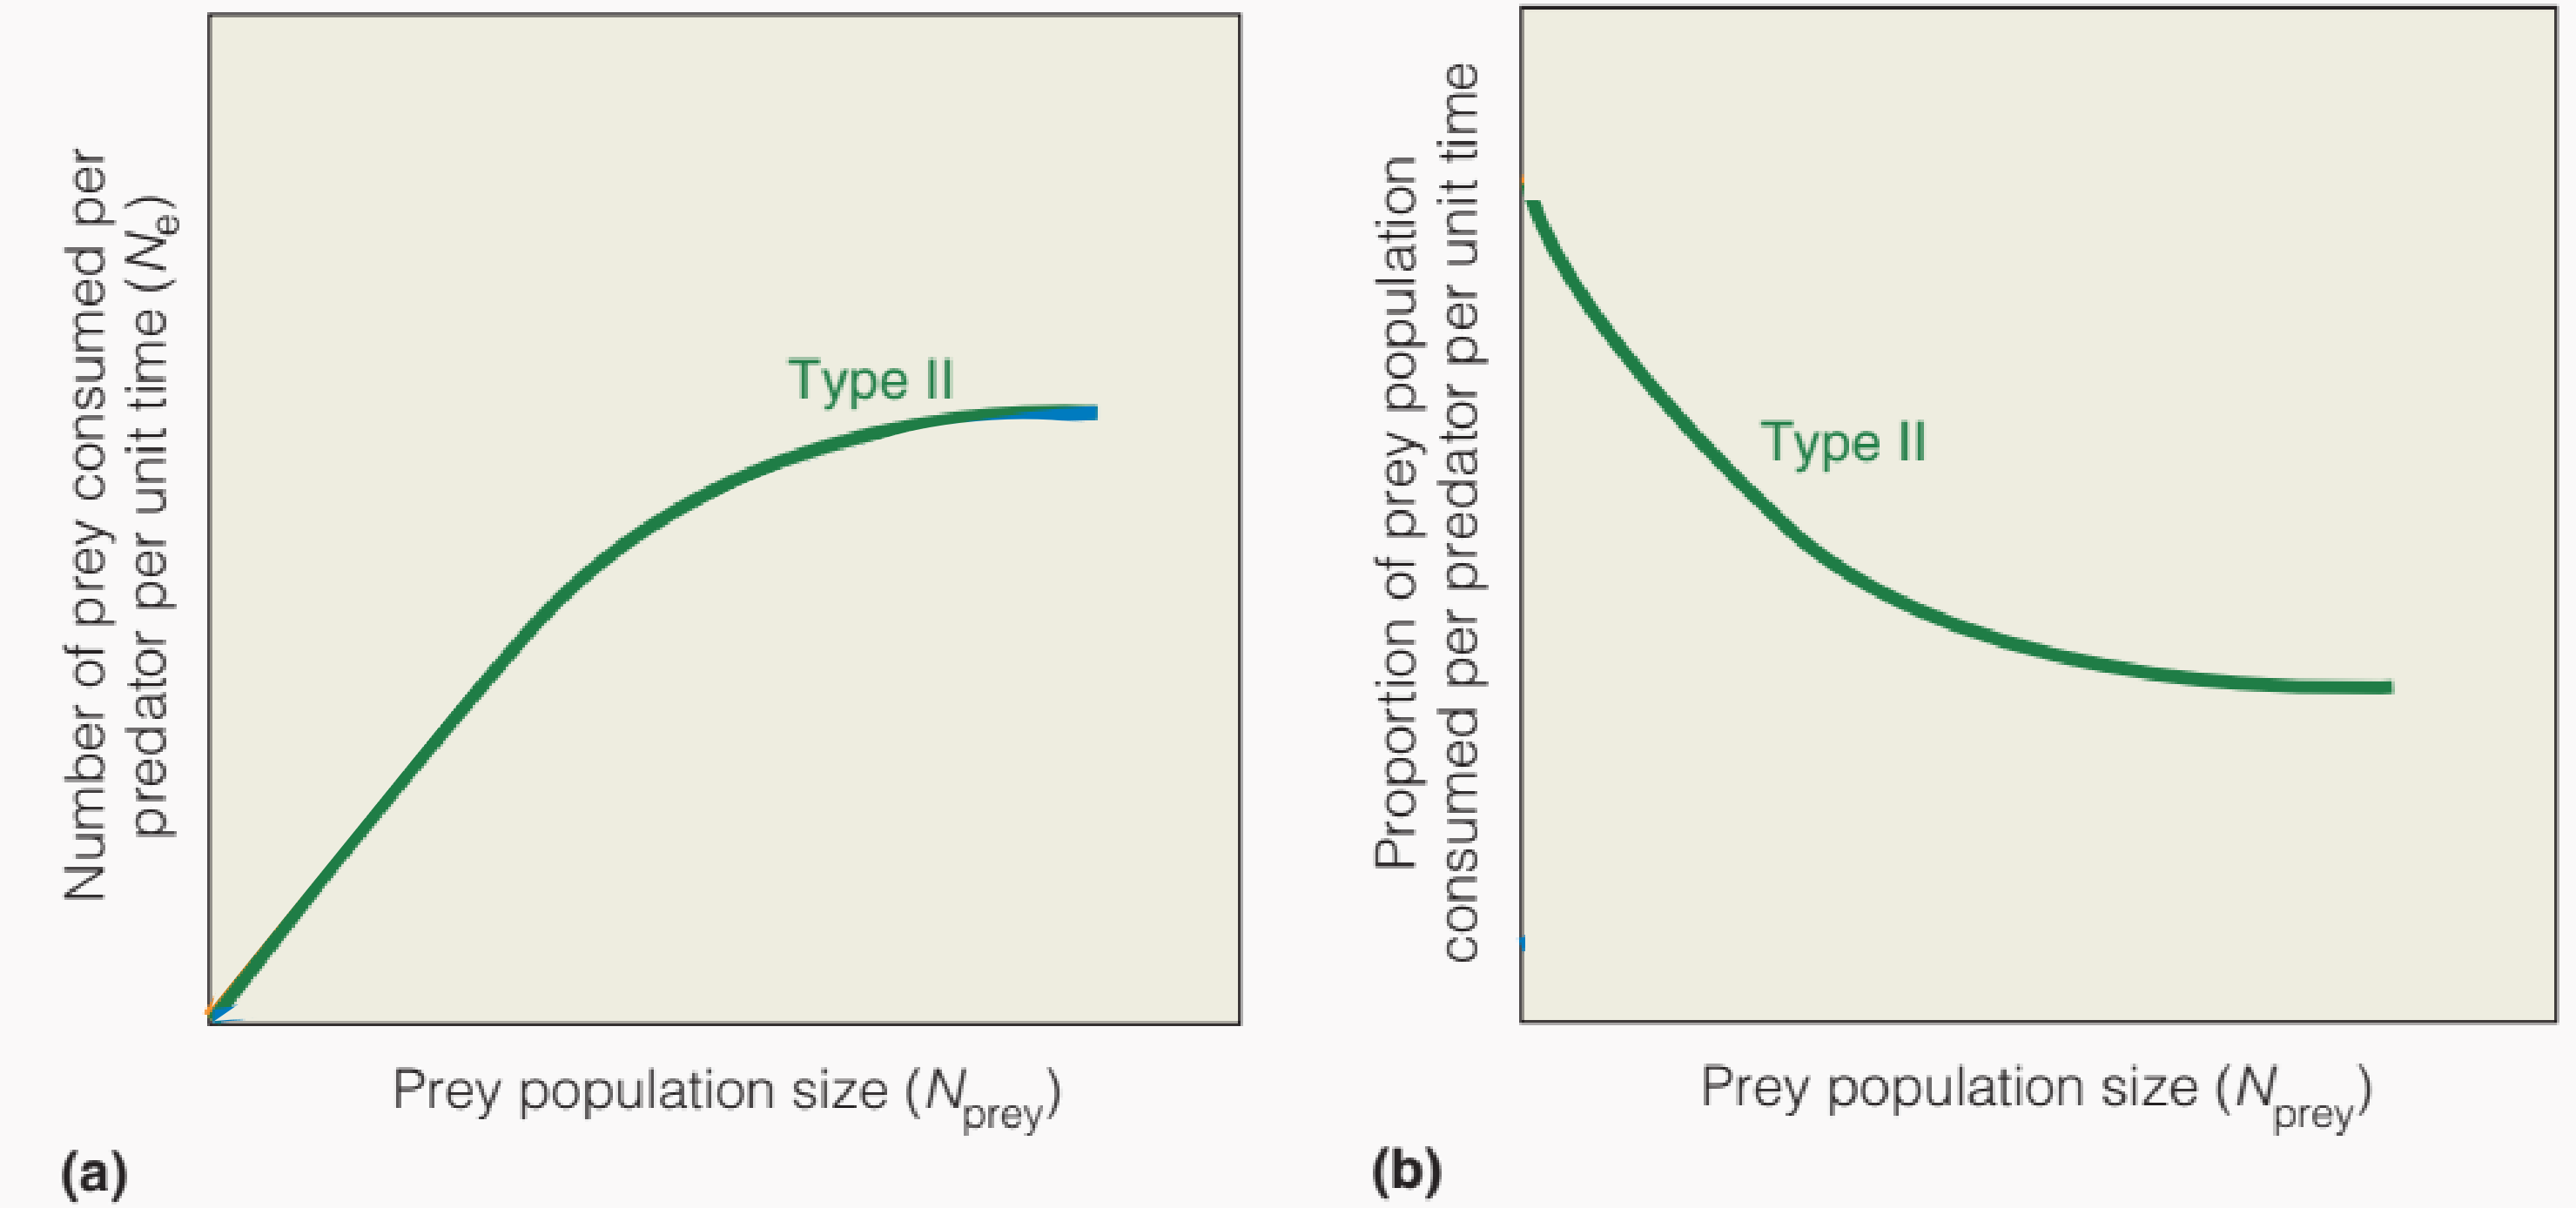 Number of prey consumed per
predator per unit time (Ne)
Type II
Prey population size (Nprey)
(a)
Proportion of prey population
consumed per predator per unit time
Type II
Prey population size (Nprey)
(b)